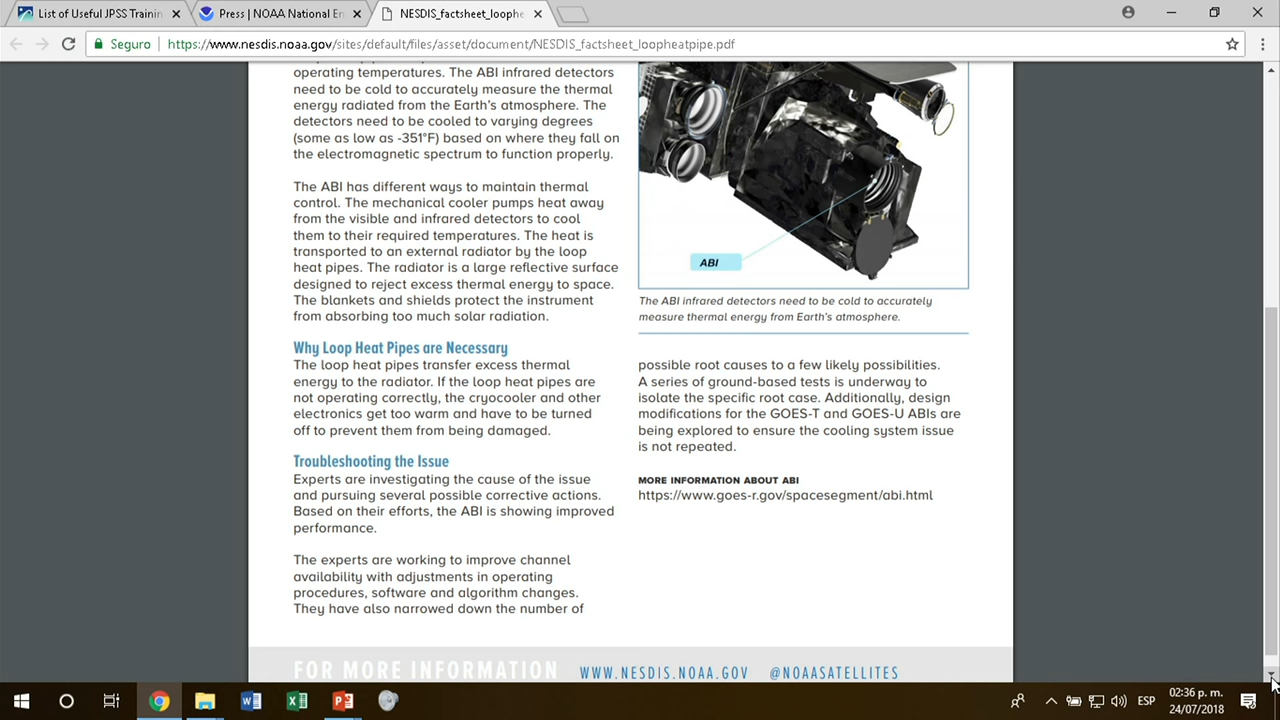 List of Useful JPSS Trainin
Press | NOAA National En
NESDIS_factsheet_loophe
Seguro
https://www.nesdis.noaa.gov/sites/default/files/asset/document/NESDIS_factsheet_loopheatpipe.pdf
operating temperatures. The ABI infrared detectors
need to be cold to accurately measure the thermal
energy radiated from the Earth's atmosphere. The
detectors need to be cooled to varying degrees
(some as low as -351°F) based on where they fall on
the electromagnetic spectrum to function properly.
The ABI has different ways to maintain thermal
control. The mechanical cooler pumps heat away
from the visible and infrared detectors to cool
them to their required temperatures. The heat is
transported to an external radiator by the loop
heat pipes. The radiator is a large reflective surface
designed to reject excess thermal energy to space.
The blankets and shields protect the instrument
from absorbing too much solar radiation.
Why Loop Heat Pipes are Necessary
The loop heat pipes transfer excess thermal
energy to the radiator. If the loop heat pipes are
not operating correctly, the cryocooler and other
electronics get too warm and have to be turned
off to prevent them from being damaged.
Troubleshooting the Issue
Experts are investigating the cause of the issue
and pursuing several possible corrective actions.
Based on their efforts, the ABI is showing improved
performance.
The experts are working to improve channel
availability with adjustments in operating
procedures, software and algorithm changes.
They have also narrowed down the number of
ABI
The ABI infrared detectors need to be cold to accurately
measure thermal energy from Earth's atmosphere.
possible root causes to a few likely possibilities.
A series of ground-based tests is underway to
isolate the specific root case. Additionally, design
modifications for the GOES-T and GOES-U ABIs are
being explored to ensure the cooling system issue
is not repeated.
MORE INFORMATION ABOUT ABI
https://www.goes-r.gov/spacesegment/abi.html
FOR MORE INFORMATION WWW.NESDIS.NOAA.GOV @NOAASATELLITES
ESP
02:36 p. m.
24/07/2018